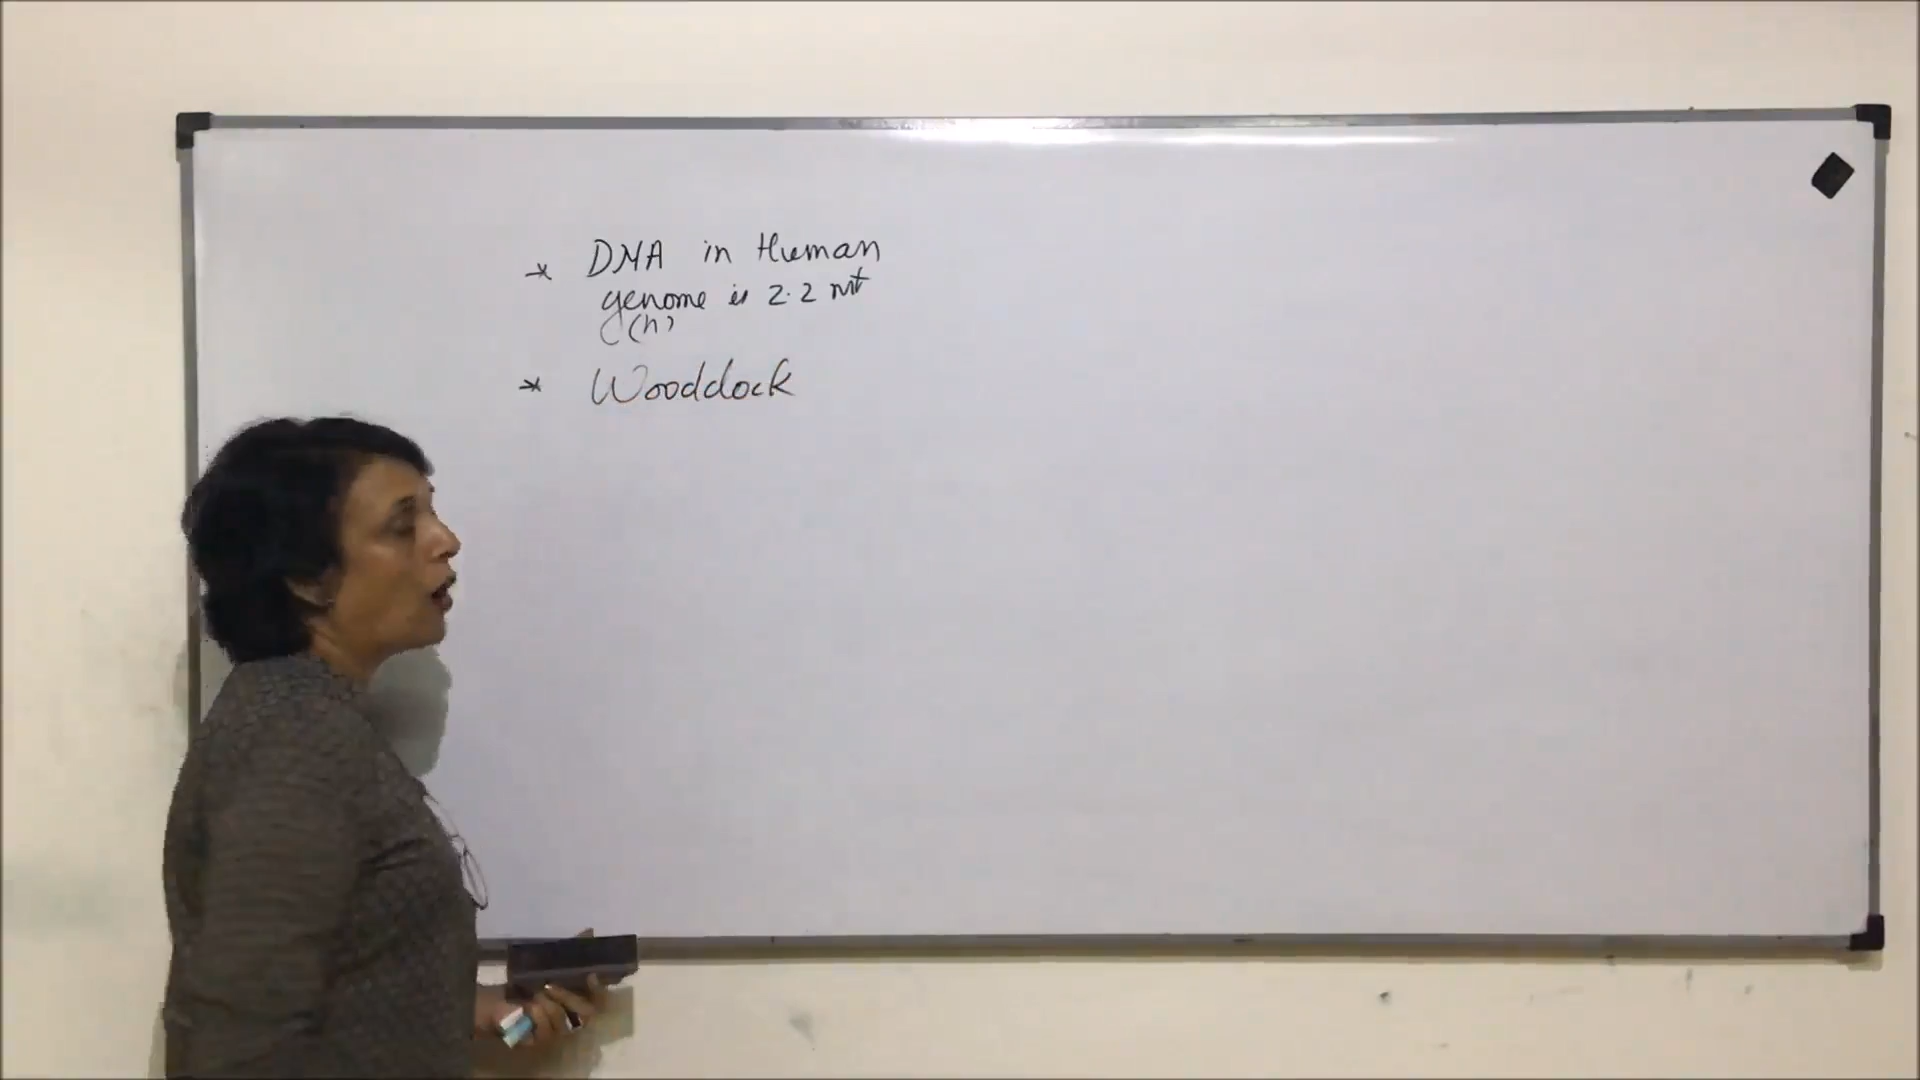 * DNA in Human
genome is 2.2 mt
(n)
* Wooddock